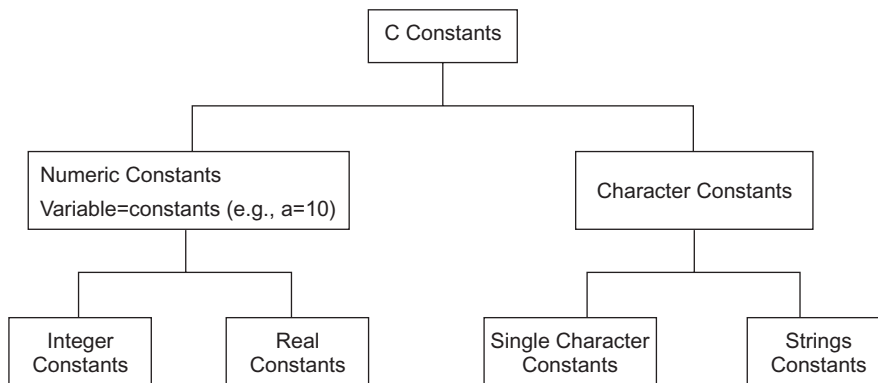 C Constants
Numeric Constants
Variable=constants (e.g., a=10)
Character Constants
Integer
Constants
Real
Constants
Single Character
Constants
Strings
Constants